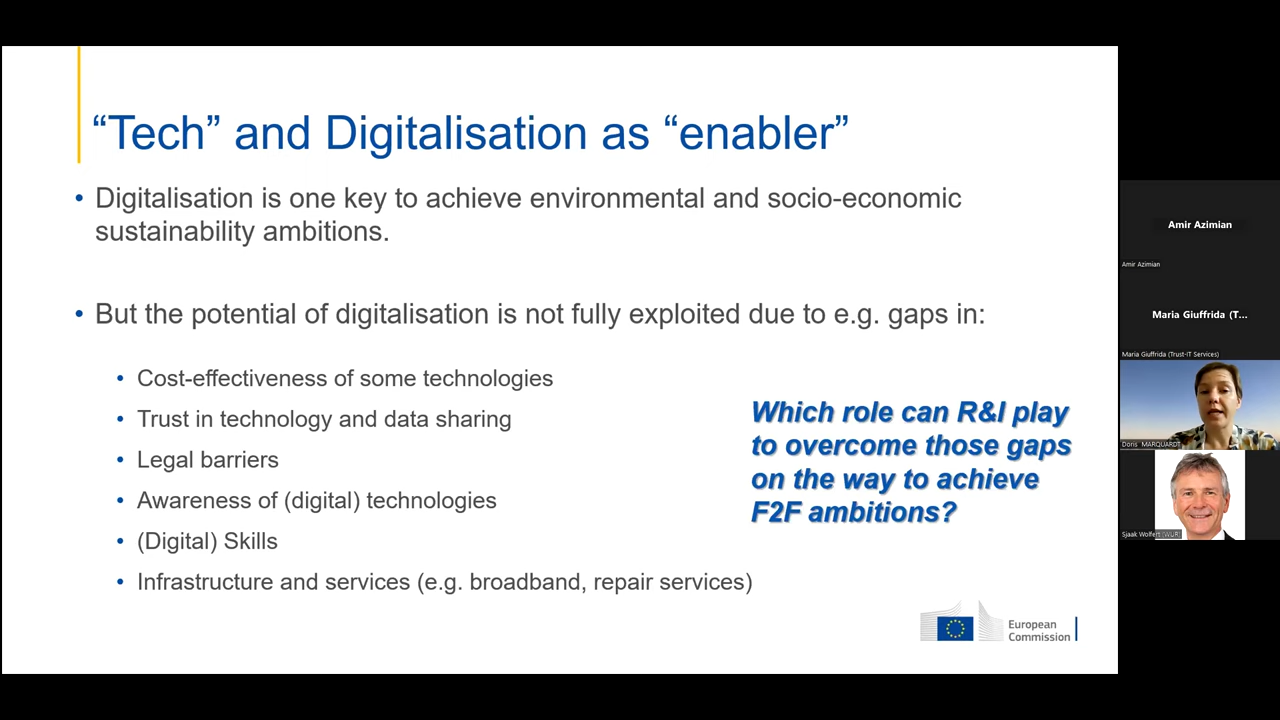 “Tech” and Digitalisation as “enabler”
• Digitalisation is one key to achieve environmental and socio-economic
sustainability ambitions.
• But the potential of digitalisation is not fully exploited due to e.g. gaps in:
• Cost-effectiveness of some technologies
• Trust in technology and data sharing
• Legal barriers
• Awareness of (digital) technologies
• (Digital) Skills
• Infrastructure and services (e.g. broadband, repair services)
Which role can R&I play
to overcome those gaps
on the way to achieve
F2F ambitions?
European
Commission
Amir Azimian
Amir Azimian
Maria Giuffrida (T...
Maria Giuffrida (Trust-IT Services)
Doris MARQUARDT
Sjaak Wolfert (WUR)